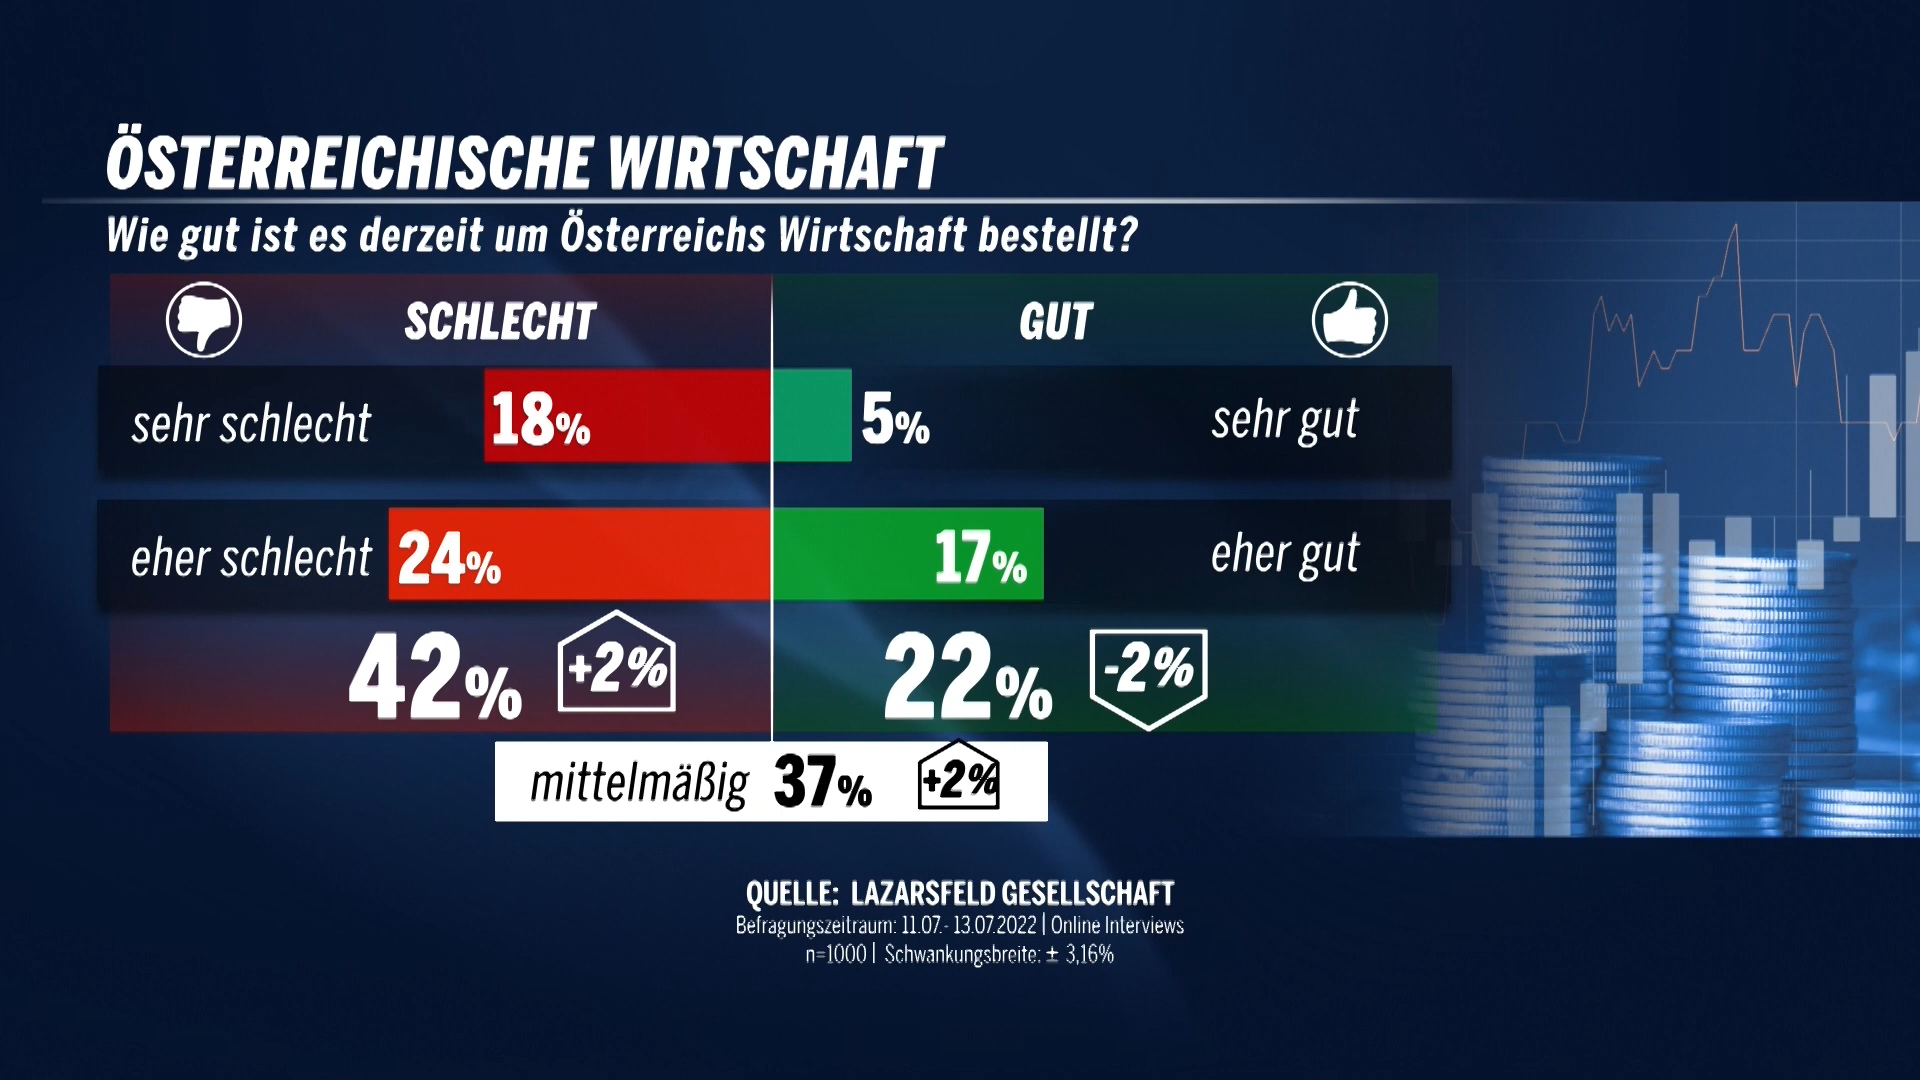 ÖSTERREICHISCHE WIRTSCHAFT
Wie gut ist es derzeit um Österreichs Wirtschaft bestellt?
SCHLECHT GUT
sehr schlecht 18% 5% sehr gut
eher schlecht 24% 17% eher gut
42% +2% 22% -2%
mittelmäßig 37% +2%
QUELLE: LAZARSFELD GESELLSCHAFT
Befragungszeitraum: 11.07.- 13.07.2022 | Online Interviews
n=1000 | Schwankungsbreite: ± 3,16%